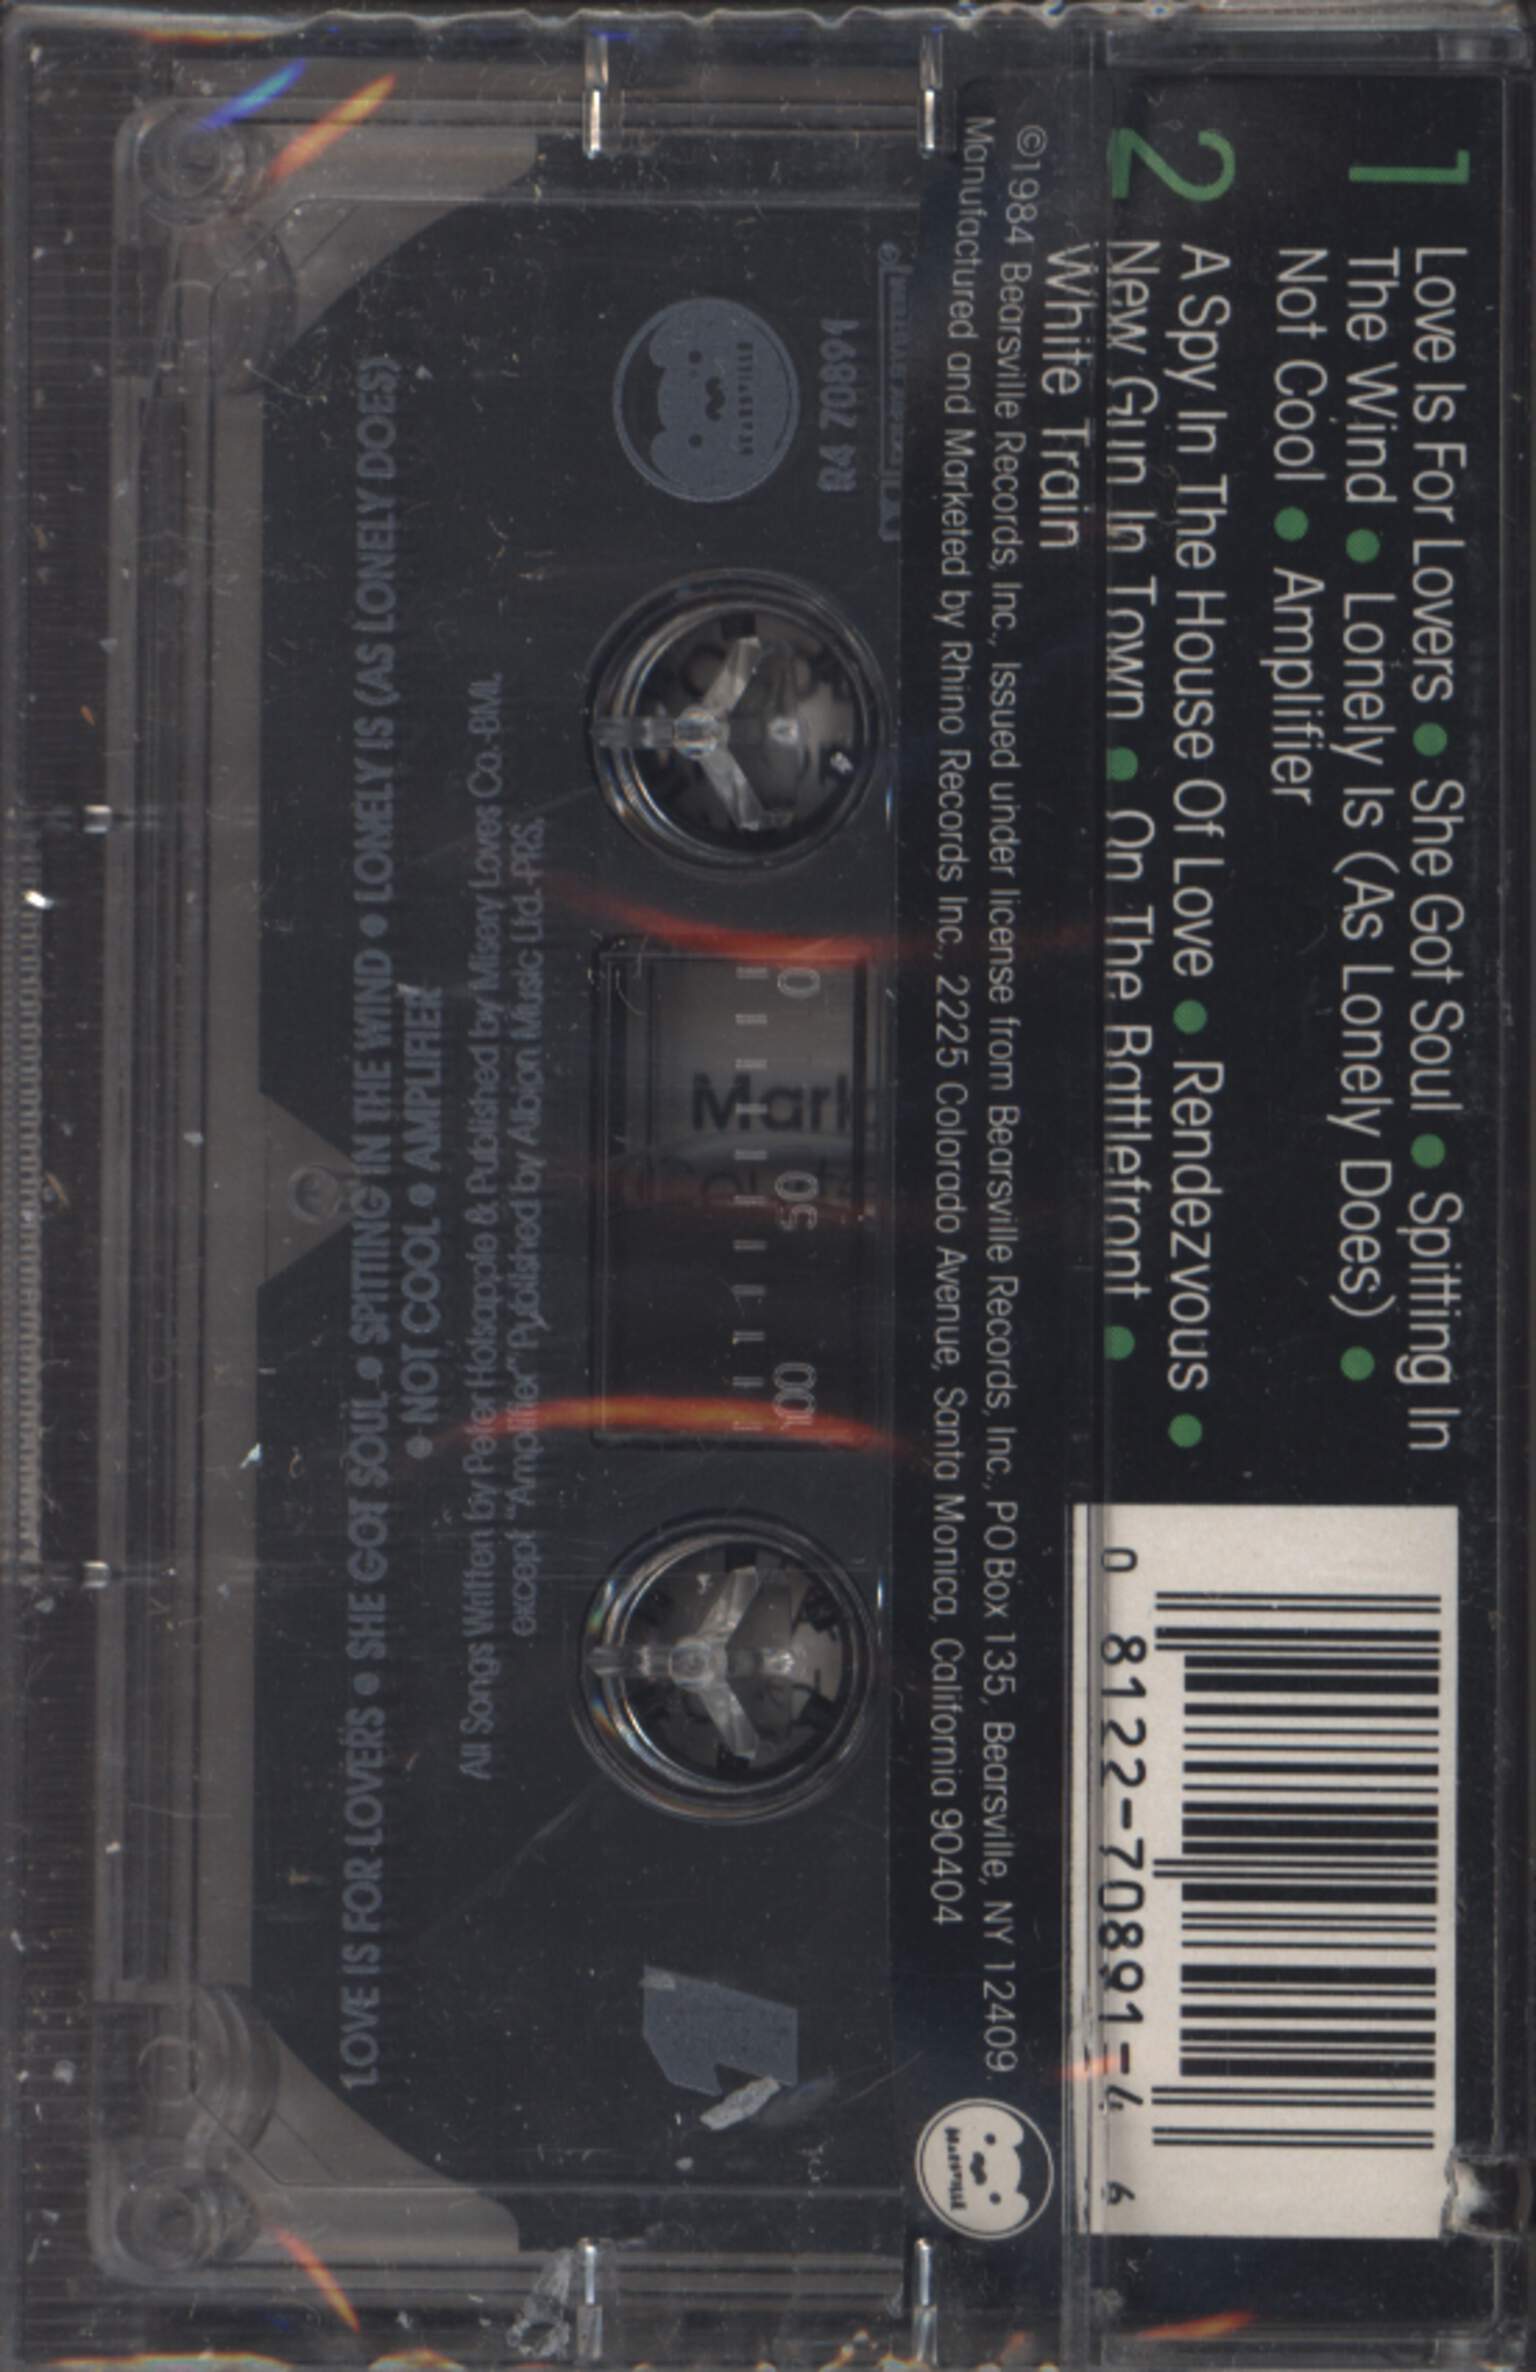 1
Love Is For Lovers • She Got Soul • Spitting In
The Wind • Lonely Is (As Lonely Does) •
Not Cool • Amplifier
2
A Spy In The House Of Love • Rendezvous •
New Gun In Town • On The Battlefront •
White Train
©1984 Bearsville Records, Inc., Issued under license from Bearsville Records, Inc., PO Box 135, Bearsville, NY 12409.
Manufactured and Marketed by Rhino Records Inc., 2225 Colorado Avenue, Santa Monica, California 90404
0 8122-70891-4 6
BEARSVILLE
R4 70891
BEARSVILLE
0 50 100
Mark
1
All Songs Written by Peter Holsapple & Published by Misery Loves Co.-BMI.
except "Amplifier" Published by Albion Music Ltd.-PRS.
LOVE IS FOR LOVERS • SHE GOT SOUL • SPITTING IN THE WIND • LONELY IS (AS LONELY DOES)
• NOT COOL • AMPLIFIER